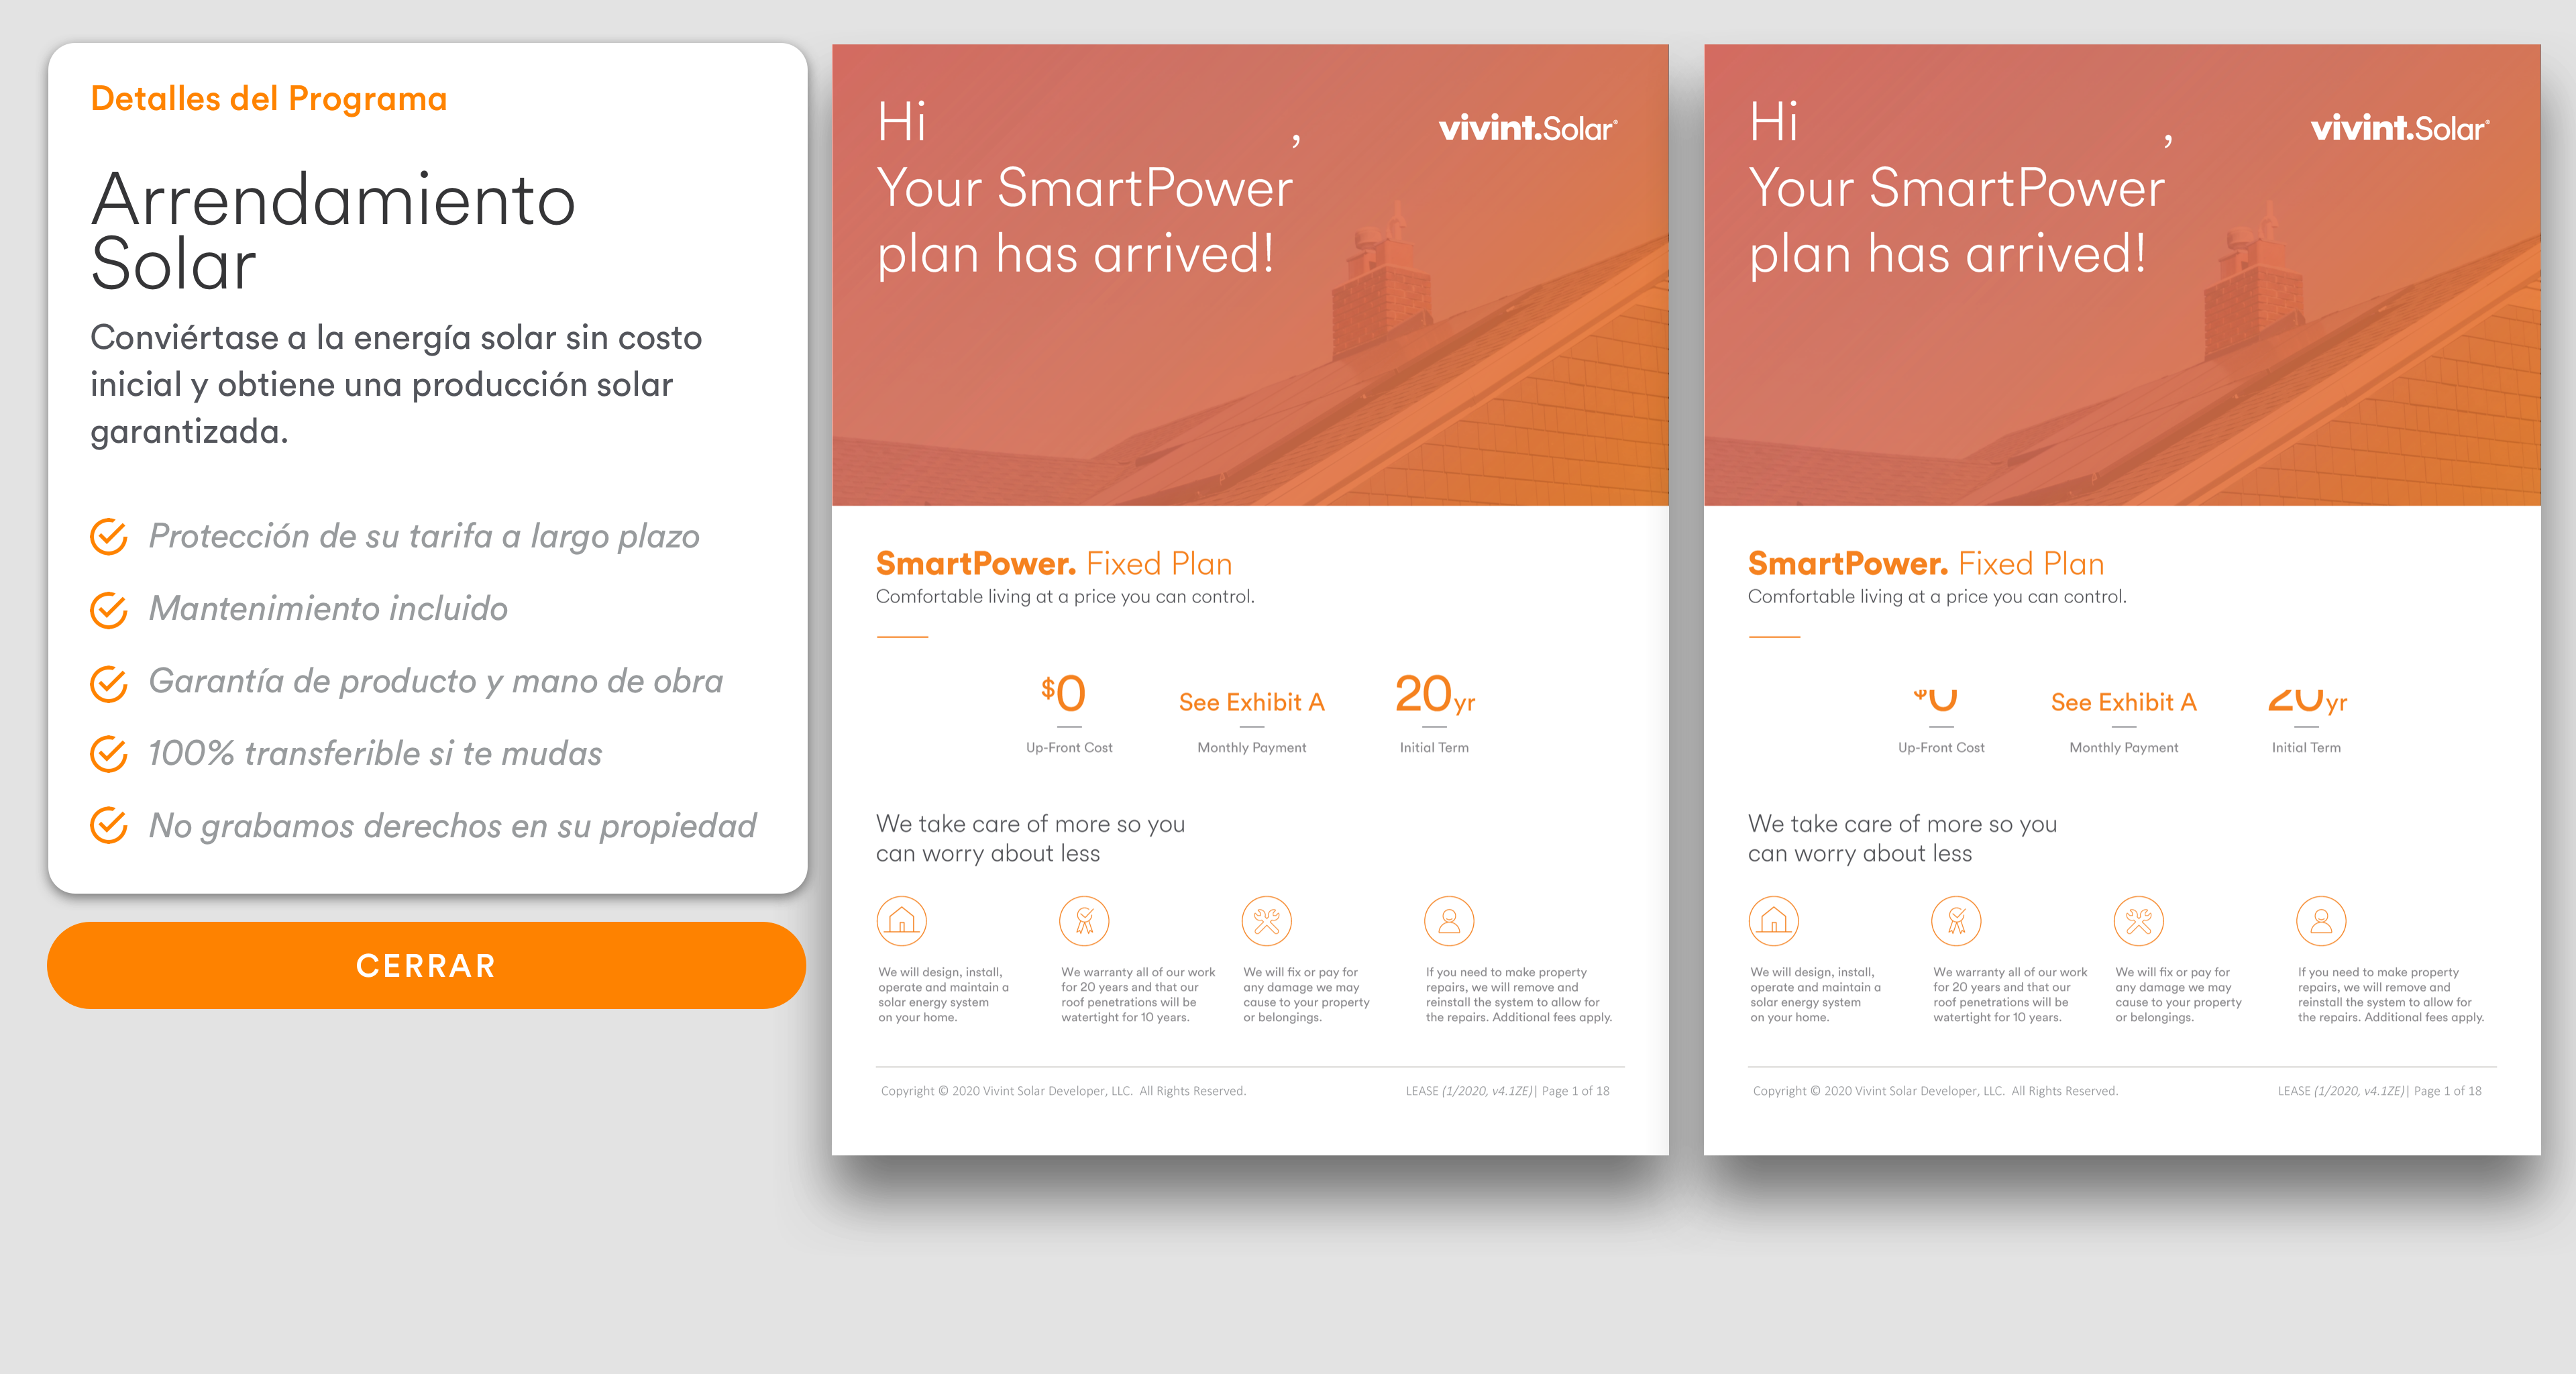 Detalles del Programa
Arrendamiento
Solar
Conviértase a la energía solar sin costo
inicial y obtiene una producción solar
garantizada.
Protección de su tarifa a largo plazo
Mantenimiento incluido
Garantía de producto y mano de obra
100% transferible si te mudas
No grabamos derechos en su propiedad
CERRAR
Hi ,
vivint.Solar®
Your SmartPower
plan has arrived!
SmartPower. Fixed Plan
Comfortable living at a price you can control.
$0 See Exhibit A 20yr
Up-Front Cost Monthly Payment Initial Term
We take care of more so you
can worry about less
We will design, install,
operate and maintain a
solar energy system
on your home.
We warranty all of our work
for 20 years and that our
roof penetrations will be
watertight for 10 years.
We will fix or pay for
any damage we may
cause to your property
or belongings.
If you need to make property
repairs, we will remove and
reinstall the system to allow for
the repairs. Additional fees apply.
Copyright © 2020 Vivint Solar Developer, LLC. All Rights Reserved.
LEASE (1/2020, v4.1ZE)| Page 1 of 18
Hi ,
vivint.Solar®
Your SmartPower
plan has arrived!
SmartPower. Fixed Plan
Comfortable living at a price you can control.
$0 See Exhibit A 20yr
Up-Front Cost Monthly Payment Initial Term
We take care of more so you
can worry about less
We will design, install,
operate and maintain a
solar energy system
on your home.
We warranty all of our work
for 20 years and that our
roof penetrations will be
watertight for 10 years.
We will fix or pay for
any damage we may
cause to your property
or belongings.
If you need to make property
repairs, we will remove and
reinstall the system to allow for
the repairs. Additional fees apply.
Copyright © 2020 Vivint Solar Developer, LLC. All Rights Reserved.
LEASE (1/2020, v4.1ZE)| Page 1 of 18